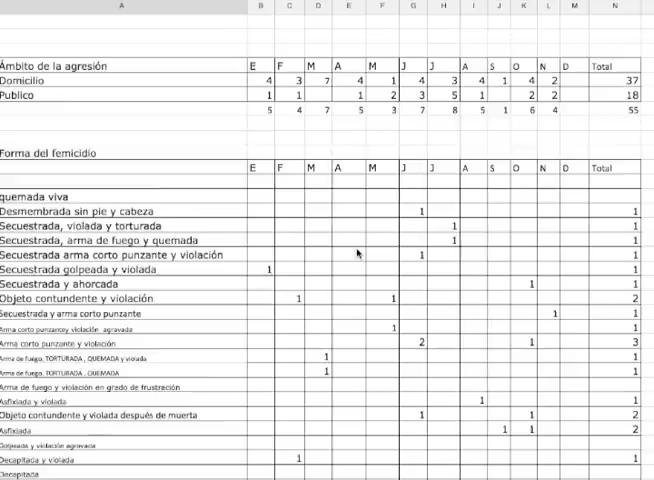 A B C D E F G H I J K L M N
Ámbito de la agresión E F M A M J J A S O N D Total
Domicilio 4 3 7 4 1 4 3 4 1 4 2 37
Publico 1 1 1 2 3 5 1 2 2 18
5 4 7 5 3 7 8 5 1 6 4 55
Forma del femicidio
E F M A M J J A S O N D Total
quemada viva
Desmembrada sin pie y cabeza 1 1
Secuestrada, violada y torturada 1 1
Secuestrada, arma de fuego y quemada 1 1
Secuestrada arma corto punzante y violación 1 1
Secuestrada golpeada y violada 1 1
Secuestrada y ahorcada 1 1
Objeto contundente y violación 1 1 2
Secuestrada y arma corto punzante 1 1
Arma corto punzantey violación agravada 1 1
Arma corto punzante y violación 2 1 3
Arma de fuego, TORTURADA , QUEMADA y violada 1 1
Arma de fuego, TORTURADA , QUEMADA 1 1
Arma de fuego y violación en grado de frustración
Asfixiada y violada 1 1
Objeto contundente y violada después de muerta 1 1 2
Asfixiada 1 1 2
Golpeada y violación agravada
Decapitada y violada 1 1
Decapitada